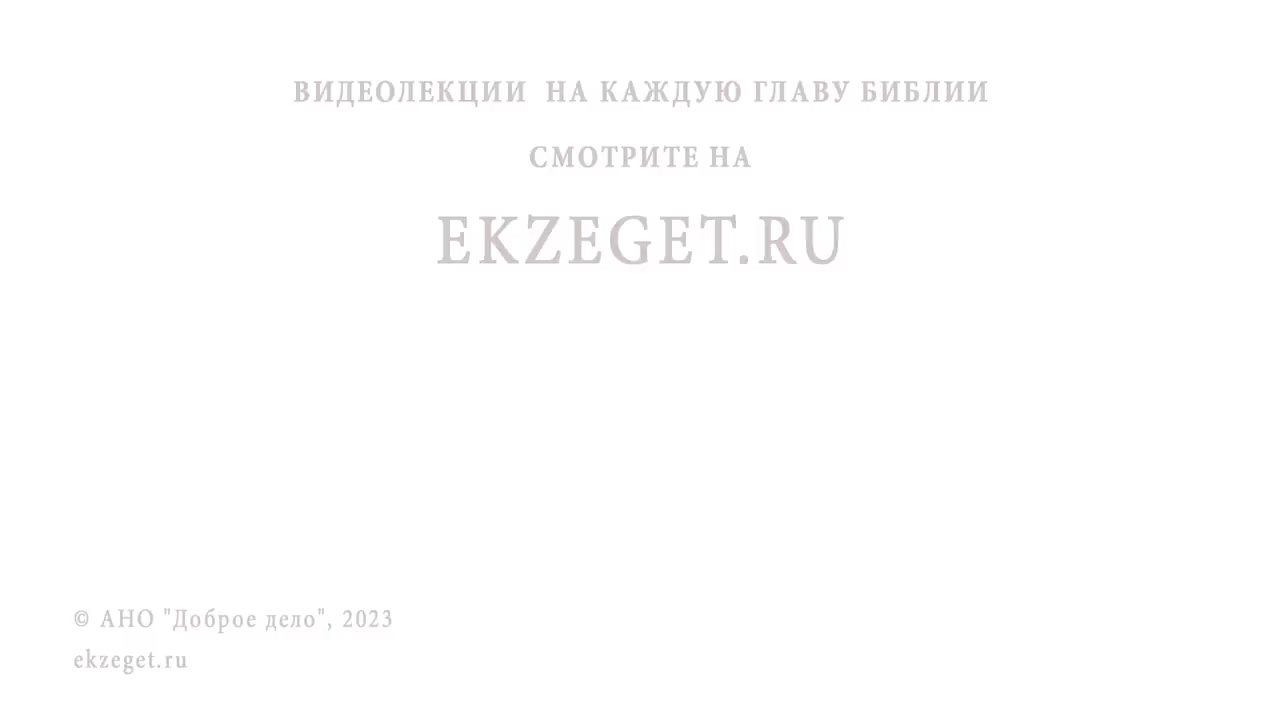 ВИДЕОЛЕКЦИИ НА КАЖДУЮ ГЛАВУ БИБЛИИ
СМОТРИТЕ НА
EKZEGET.RU
© АНО "Доброе дело", 2023
ekzeget.ru